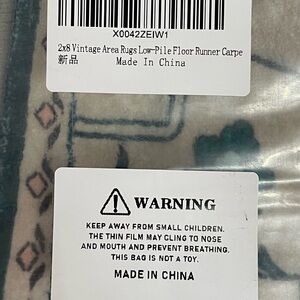 X0042ZEIW1
2x8 Vintage Area Rugs Low-Pile Floor Runner Carpe
新品 Made In China
WARNING
KEEP AWAY FROM SMALL CHILDREN.
THE THIN FILM MAY CLING TO NOSE
AND MOUTH AND PREVENT BREATHING.
THIS BAG IS NOT A TOY.
MADE IN CHINA